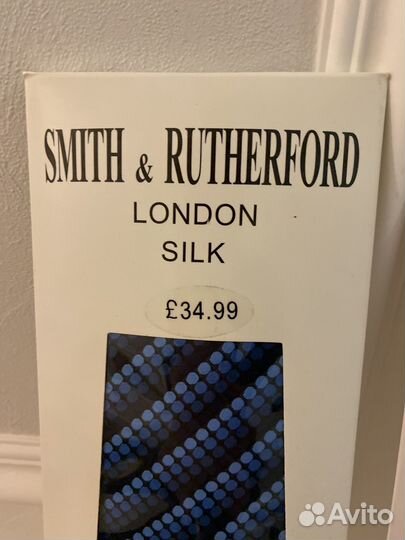 SMITH & RUTHERFORD
LONDON
SILK
£34.99
Avito